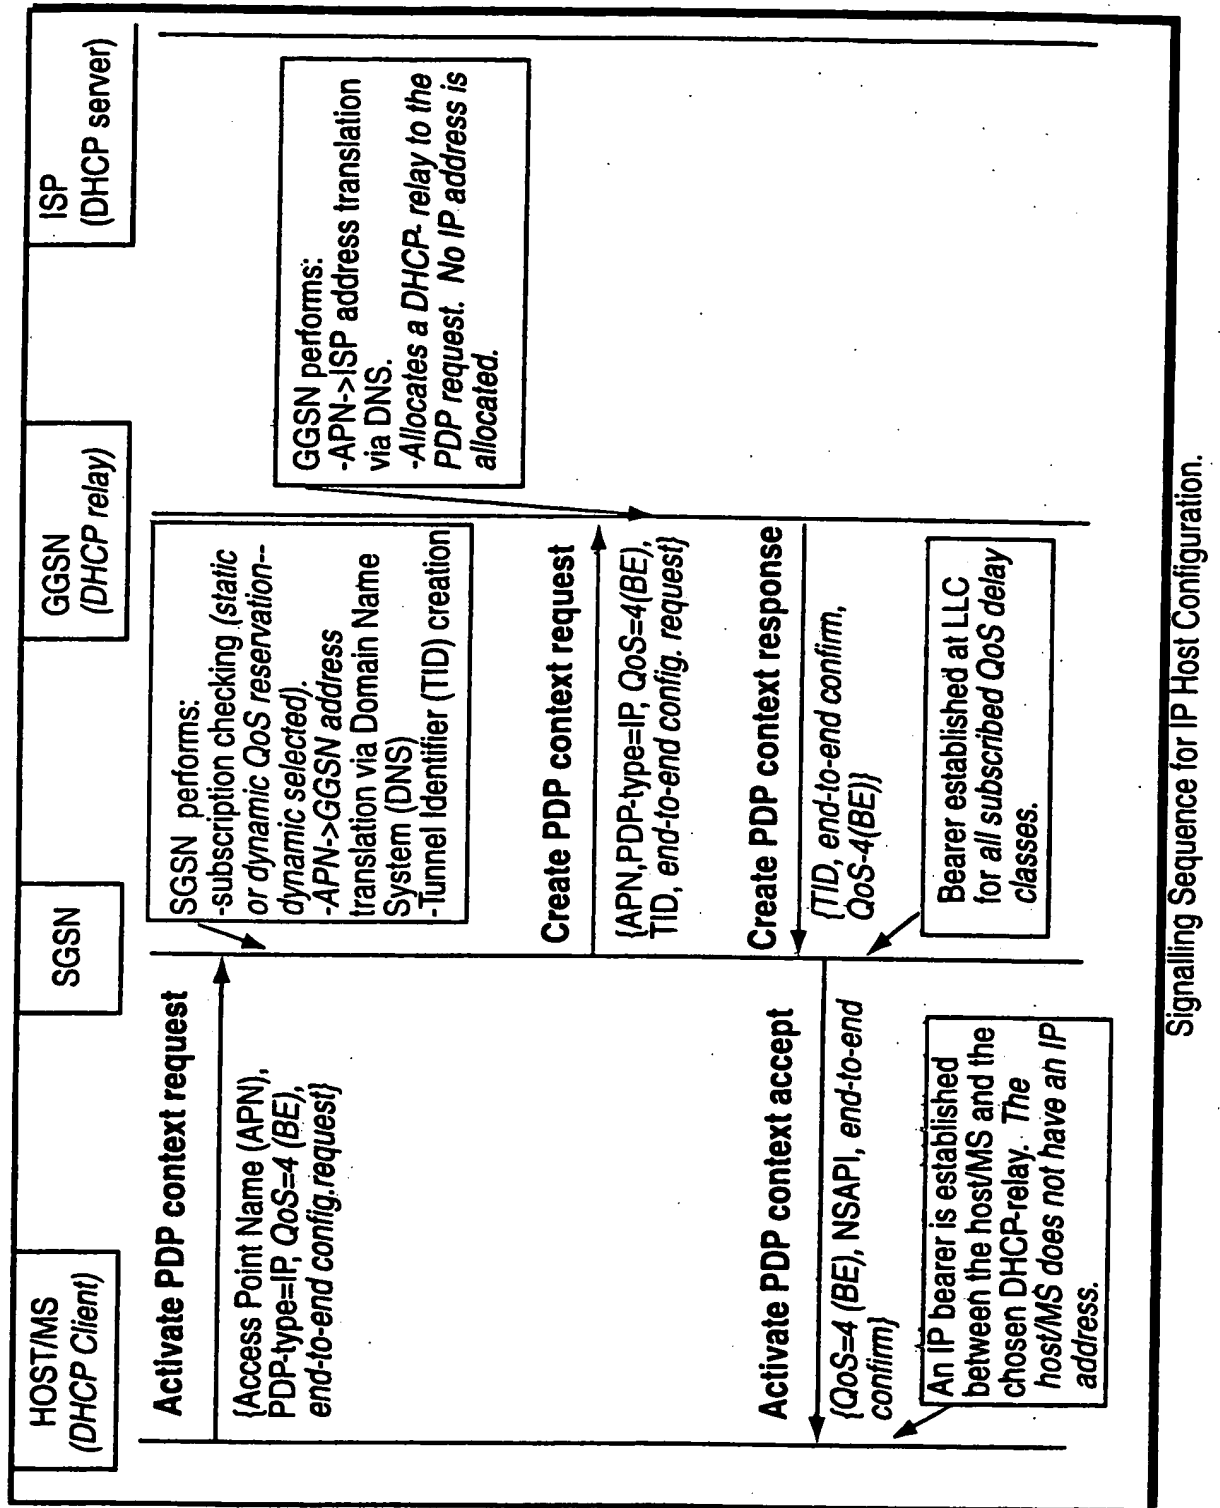 HOST/MS
(DHCP Client)
SGSN
GGSN
(DHCP relay)
ISP
(DHCP server)
Activate PDP context request
{Access Point Name (APN),
PDP-type=IP, QoS=4 (BE),
end-to-end config.request}
SGSN performs:
-subscription checking (static
or dynamic QoS reservation--
dynamic selected).
-APN->GGSN address
translation via Domain Name
System (DNS)
-Tunnel Identifier (TID) creation
Create PDP context request
{APN,PDP-type=IP, QoS=4(BE),
TID, end-to-end config. request}
GGSN performs:
-APN->ISP address translation
via DNS.
-Allocates a DHCP- relay to the
PDP request. No IP address is
allocated.
Create PDP context response
{TID, end-to-end confirm,
QoS-4(BE)}
Bearer established at LLC
for all subscribed QoS delay
classes.
Activate PDP context accept
{QoS=4 (BE), NSAPI, end-to-end
confirm}
An IP bearer is established
between the host/MS and the
chosen DHCP-relay. The
host/MS does not have an IP
address.
Signalling Sequence for IP Host Configuration.